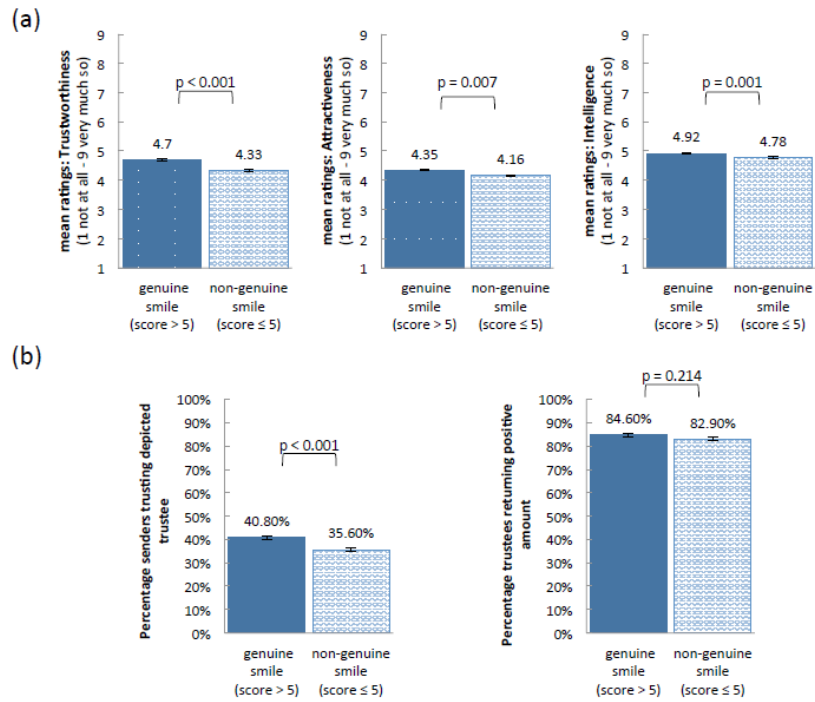 (a)
mean ratings: Trustworthiness
(1 not at all - 9 very much so)
9
8
7
6
5
4
3
2
1
p < 0.001
4.7
4.33
genuine
smile
(score > 5)
non-genuine
smile
(score ≤ 5)
mean ratings: Attractiveness
(1 not at all - 9 very much so)
9
8
7
6
5
4
3
2
1
p = 0.007
4.35
4.16
genuine
smile
(score > 5)
non-genuine
smile
(score ≤ 5)
mean ratings: Intelligence
(1 not at all - 9 very much so)
9
8
7
6
5
4
3
2
1
p = 0.001
4.92
4.78
genuine
smile
(score > 5)
non-genuine
smile
(score ≤ 5)
(b)
Percentage senders trusting depicted
trustee
100%
90%
80%
70%
60%
50%
40%
30%
20%
10%
0%
p < 0.001
40.80%
35.60%
genuine
smile
(score > 5)
non-genuine
smile
(score ≤ 5)
Percentage trustees returning positive
amount
100%
90%
80%
70%
60%
50%
40%
30%
20%
10%
0%
p = 0.214
84.60%
82.90%
genuine
smile
(score > 5)
non-genuine
smile
(score ≤ 5)